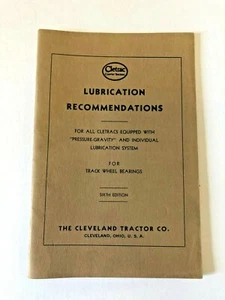 Cletrac
LUBRICATION
RECOMMENDATIONS
FOR ALL CLETRACS EQUIPPED WITH
"PRESSURE-GRAVITY" AND INDIVIDUAL
LUBRICATION SYSTEM
FOR
TRACK WHEEL BEARINGS
SIXTH EDITION
THE CLEVELAND TRACTOR CO.
CLEVELAND, OHIO, U. S. A.